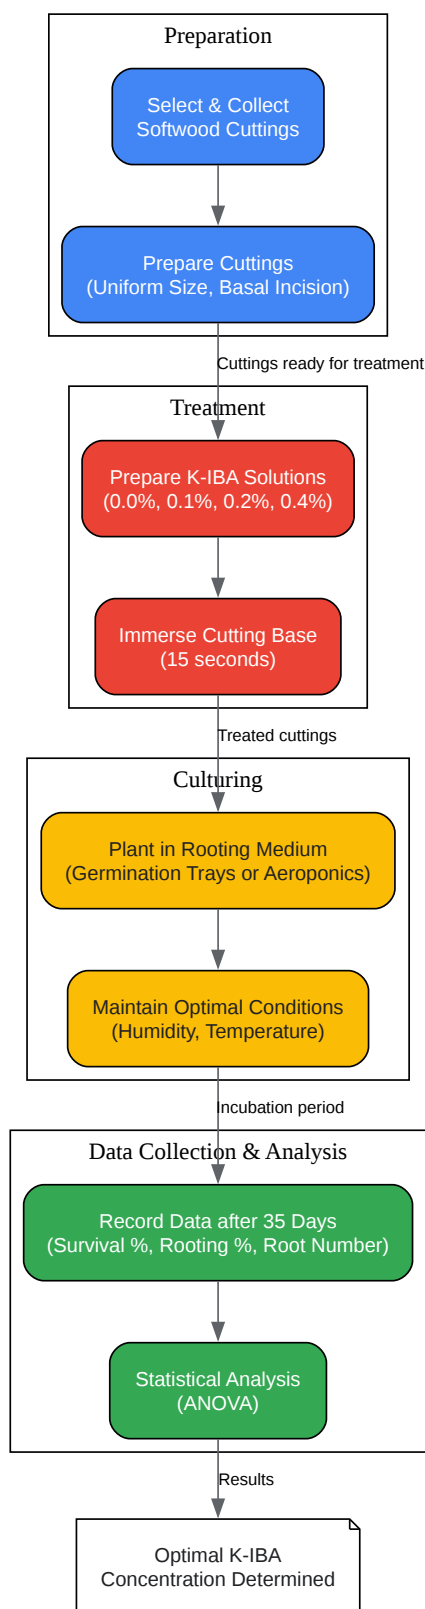 Preparation
Select & Collect
Softwood Cuttings
Prepare Cuttings
(Uniform Size, Basal Incision)
Cuttings ready for treatment
Treatment
Prepare K-IBA Solutions
(0.0%, 0.1%, 0.2%, 0.4%)
Immerse Cutting Base
(15 seconds)
Treated cuttings
Culturing
Plant in Rooting Medium
(Germination Trays or Aeroponics)
Maintain Optimal Conditions
(Humidity, Temperature)
Incubation period
Data Collection & Analysis
Record Data after 35 Days
(Survival %, Rooting %, Root Number)
Statistical Analysis
(ANOVA)
Results
Optimal K-IBA
Concentration Determined